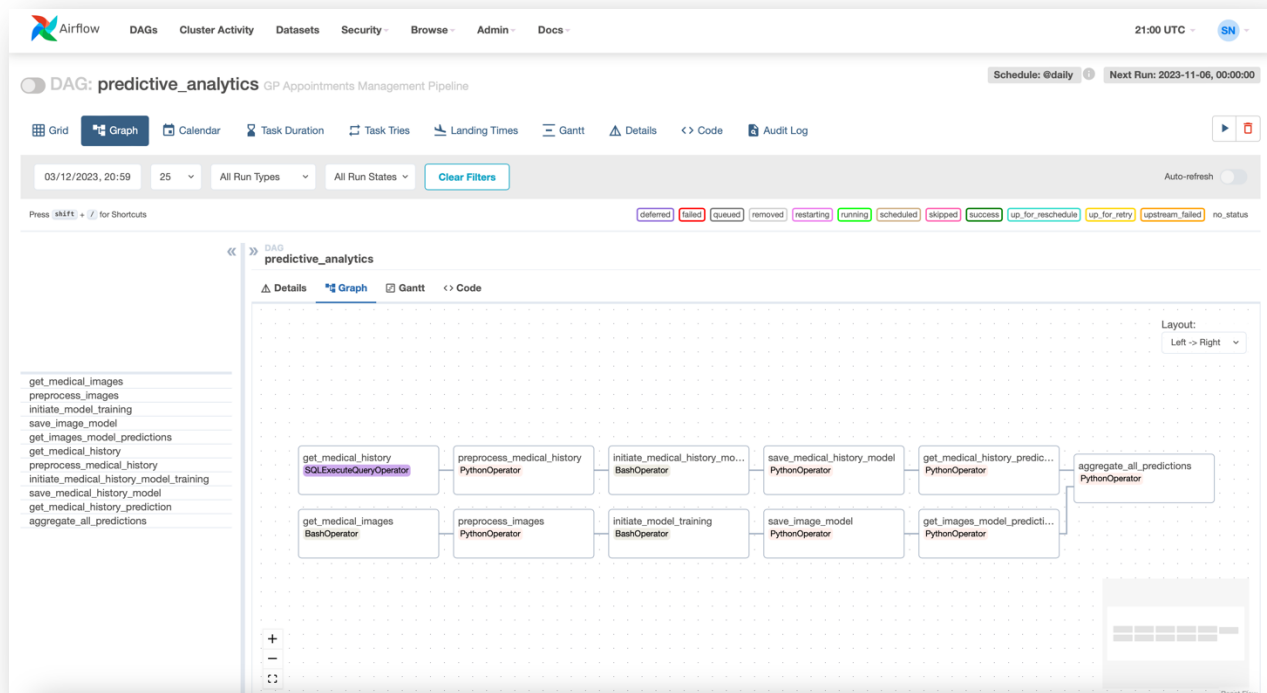 Airflow DAGs Cluster Activity Datasets Security Browse Admin Docs 21:00 UTC SN
DAG: predictive_analytics GP Appointments Management Pipeline Schedule: @daily Next Run: 2023-11-06, 00:00:00
Grid Graph Calendar Task Duration Task Tries Landing Times Gantt Details <> Code Audit Log
03/12/2023, 20:59 25 All Run Types All Run States Clear Filters Auto-refresh
Press shift + / for Shortcuts deferred failed queued removed restarting running scheduled skipped success up_for_reschedule up_for_retry upstream_failed no_status
« » DAG
predictive_analytics
Details Graph Gantt <> Code
Layout:
Left -> Right
get_medical_images
preprocess_images
initiate_model_training
save_image_model
get_images_model_predictions
get_medical_history
preprocess_medical_history
initiate_medical_history_model_training
save_medical_history_model
get_medical_history_prediction
aggregate_all_predictions
get_medical_history preprocess_medical_history initiate_medical_history_mo... save_medical_history_model get_medical_history_predic...
SQLExecuteQueryOperator PythonOperator BashOperator PythonOperator PythonOperator
aggregate_all_predictions
PythonOperator
get_medical_images preprocess_images initiate_model_training save_image_model get_images_model_predicti...
BashOperator PythonOperator BashOperator PythonOperator PythonOperator
+
−